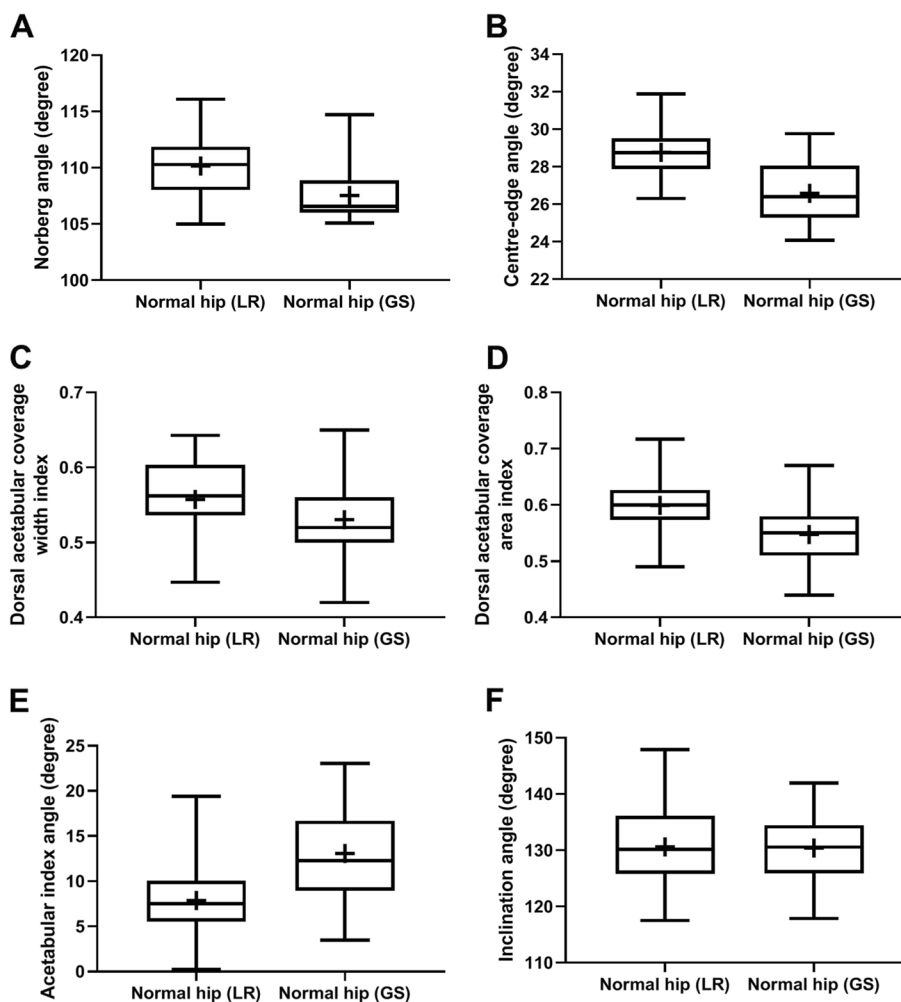 A
Norberg angle (degree)
120
115
110
105
100
Normal hip (LR)
Normal hip (GS)
B
Centre-edge angle (degree)
34
32
30
28
26
24
22
Normal hip (LR)
Normal hip (GS)
C
Dorsal acetabular coverage
width index
0.7
0.6
0.5
0.4
Normal hip (LR)
Normal hip (GS)
D
Dorsal acetabular coverage
area index
0.8
0.7
0.6
0.5
0.4
Normal hip (LR)
Normal hip (GS)
E
Acetabular index angle (degree)
25
20
15
10
5
0
Normal hip (LR)
Normal hip (GS)
F
Inclination angle (degree)
150
140
130
120
110
Normal hip (LR)
Normal hip (GS)